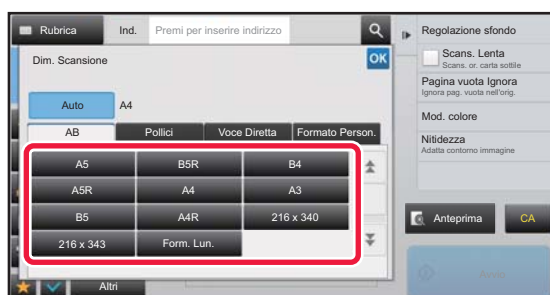 Rubrica Ind. Premi per inserire indirizzo
Dim. Scansione OK
Auto A4
AB Pollici Voce Diretta Formato Person.
A5 B5R B4
A5R A4 A3
B5 A4R 216 x 340
216 x 343 Form. Lun.
Altri
Regolazione sfondo
Scans. Lenta
Scans. or. carta sottile
Pagina vuota Ignora
Ignora pag. vuota nell'orig.
Mod. colore
Nitidezza
Adatta contorno immagine
Anteprima CA
Avvio